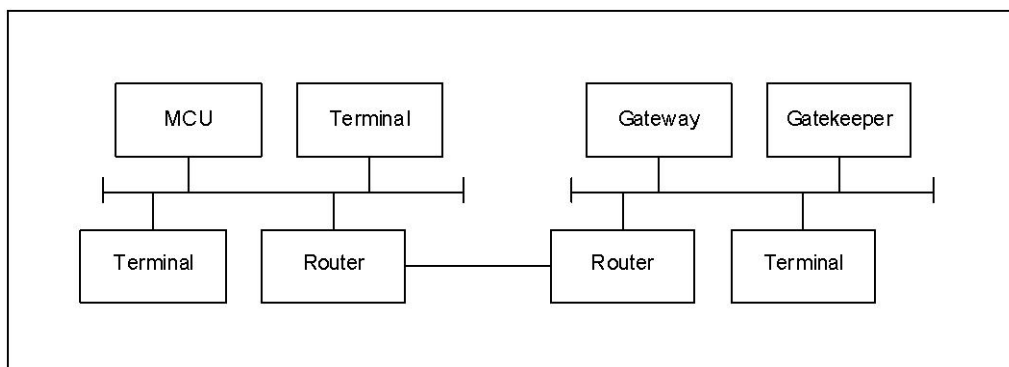 MCU
Terminal
Gateway
Gatekeeper
Terminal
Router
Router
Terminal